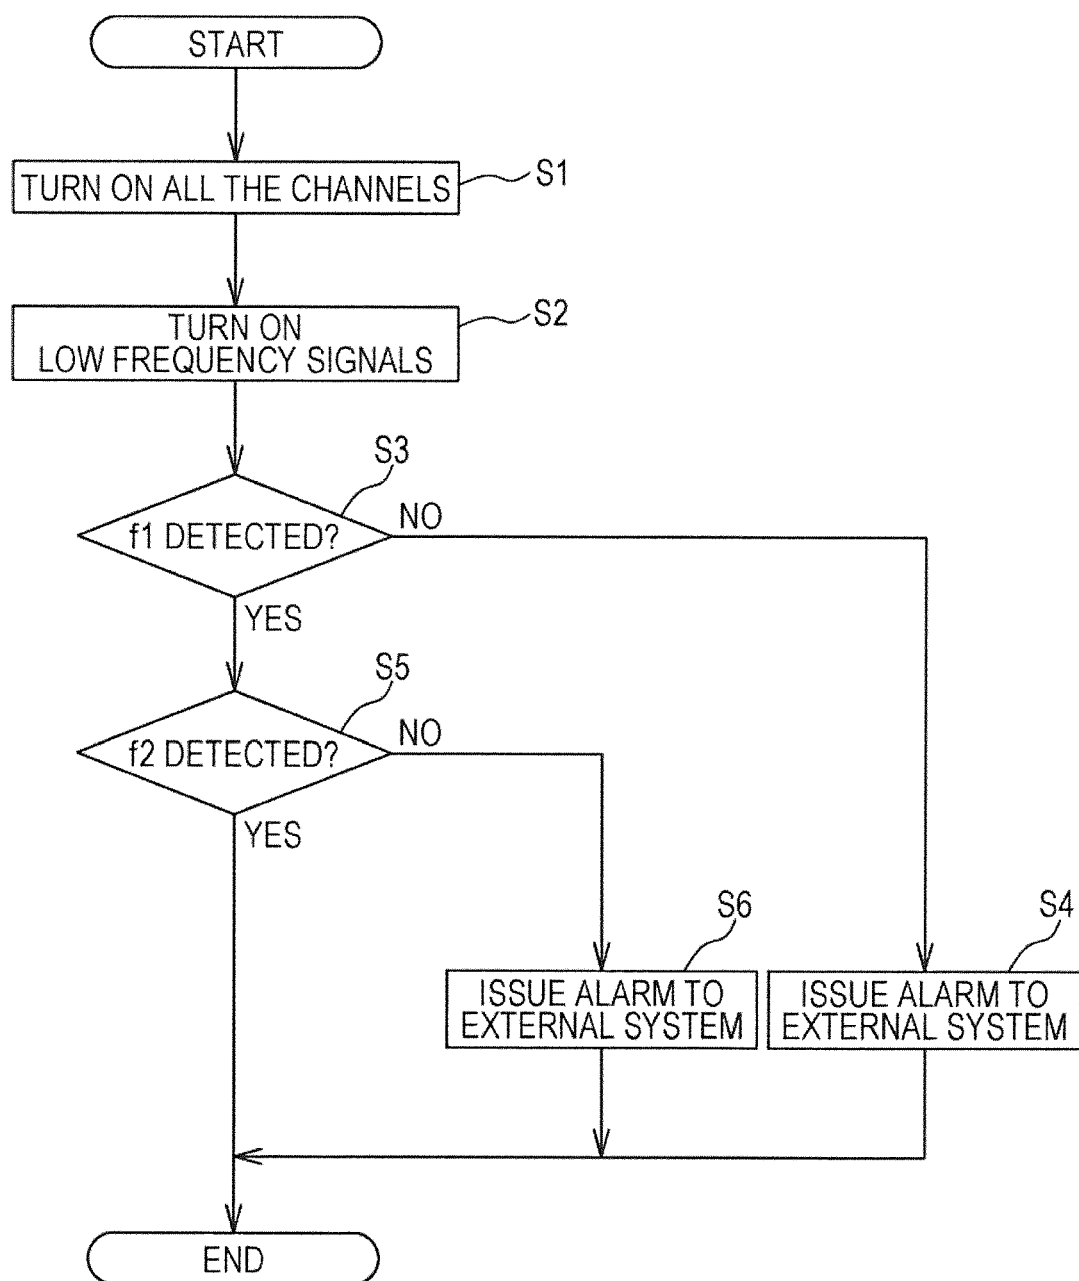 START
TURN ON ALL THE CHANNELS
S1
TURN ON
LOW FREQUENCY SIGNALS
S2
S3
f1 DETECTED?
NO
YES
S5
f2 DETECTED?
NO
YES
S6
ISSUE ALARM TO
EXTERNAL SYSTEM
S4
ISSUE ALARM TO
EXTERNAL SYSTEM
END